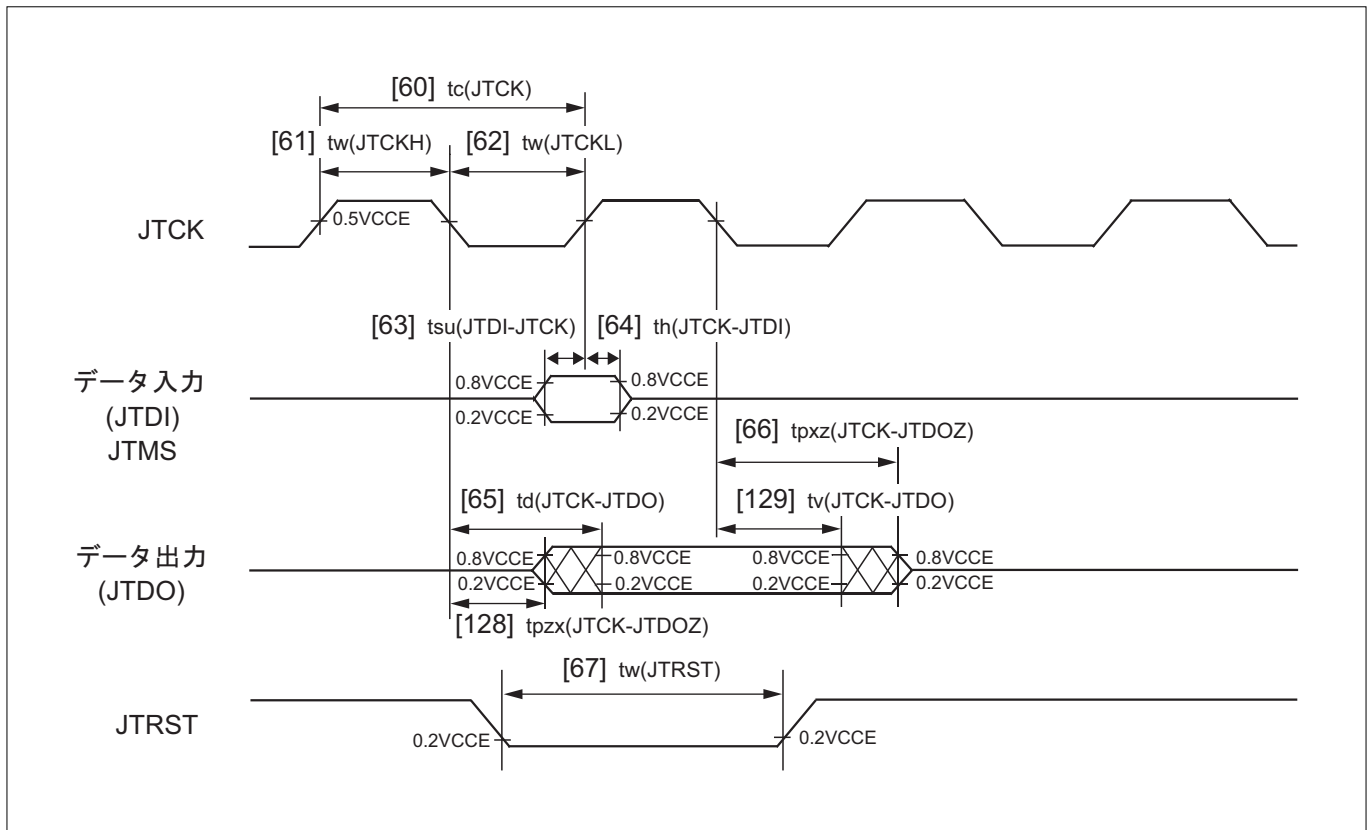 [60] tc(JTCK)
[61] tw(JTCKH) [62] tw(JTCKL)
JTCK
0.5VCCE
[63] tsu(JTDI-JTCK) [64] th(JTCK-JTDI)
データ入力
(JTDI)
JTMS
0.8VCCE 0.8VCCE
0.2VCCE 0.2VCCE
[66] tpxz(JTCK-JTDOZ)
[65] td(JTCK-JTDO) [129] tv(JTCK-JTDO)
データ出力
(JTDO)
0.8VCCE 0.8VCCE 0.8VCCE 0.8VCCE
0.2VCCE 0.2VCCE 0.2VCCE 0.2VCCE
[128] tpzx(JTCK-JTDOZ)
[67] tw(JTRST)
JTRST
0.2VCCE 0.2VCCE